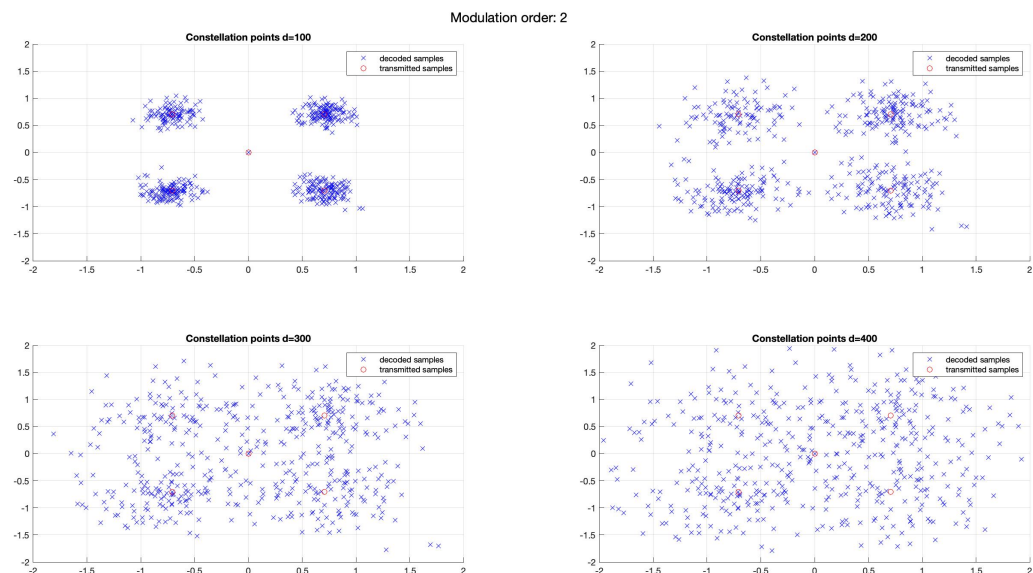 Modulation order: 2
Constellation points d=100
2
1.5
1
0.5
0
-0.5
-1
-1.5
-2
-2 -1.5 -1 -0.5 0 0.5 1 1.5 2
decoded samples
transmitted samples
Constellation points d=200
2
1.5
1
0.5
0
-0.5
-1
-1.5
-2
-2 -1.5 -1 -0.5 0 0.5 1 1.5 2
decoded samples
transmitted samples
Constellation points d=300
2
1.5
1
0.5
0
-0.5
-1
-1.5
-2
-2 -1.5 -1 -0.5 0 0.5 1 1.5 2
decoded samples
transmitted samples
Constellation points d=400
2
1.5
1
0.5
0
-0.5
-1
-1.5
-2
-2 -1.5 -1 -0.5 0 0.5 1 1.5 2
decoded samples
transmitted samples